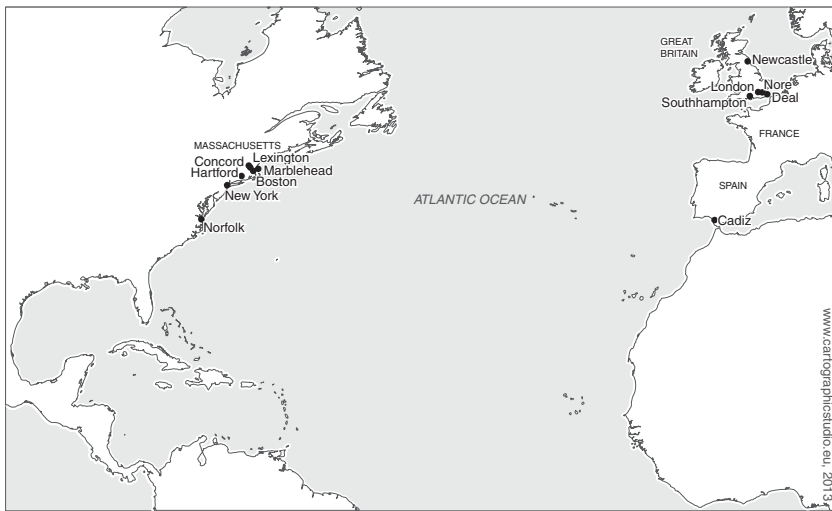 GREAT
BRITAIN
Newcastle
London
Nore
Southhampton
Deal
FRANCE
SPAIN
Cadiz
MASSACHUSETTS
Concord
Lexington
Hartford
Marblehead
Boston
New York
Norfolk
ATLANTIC OCEAN
www.cartographicstudio.eu, 2013